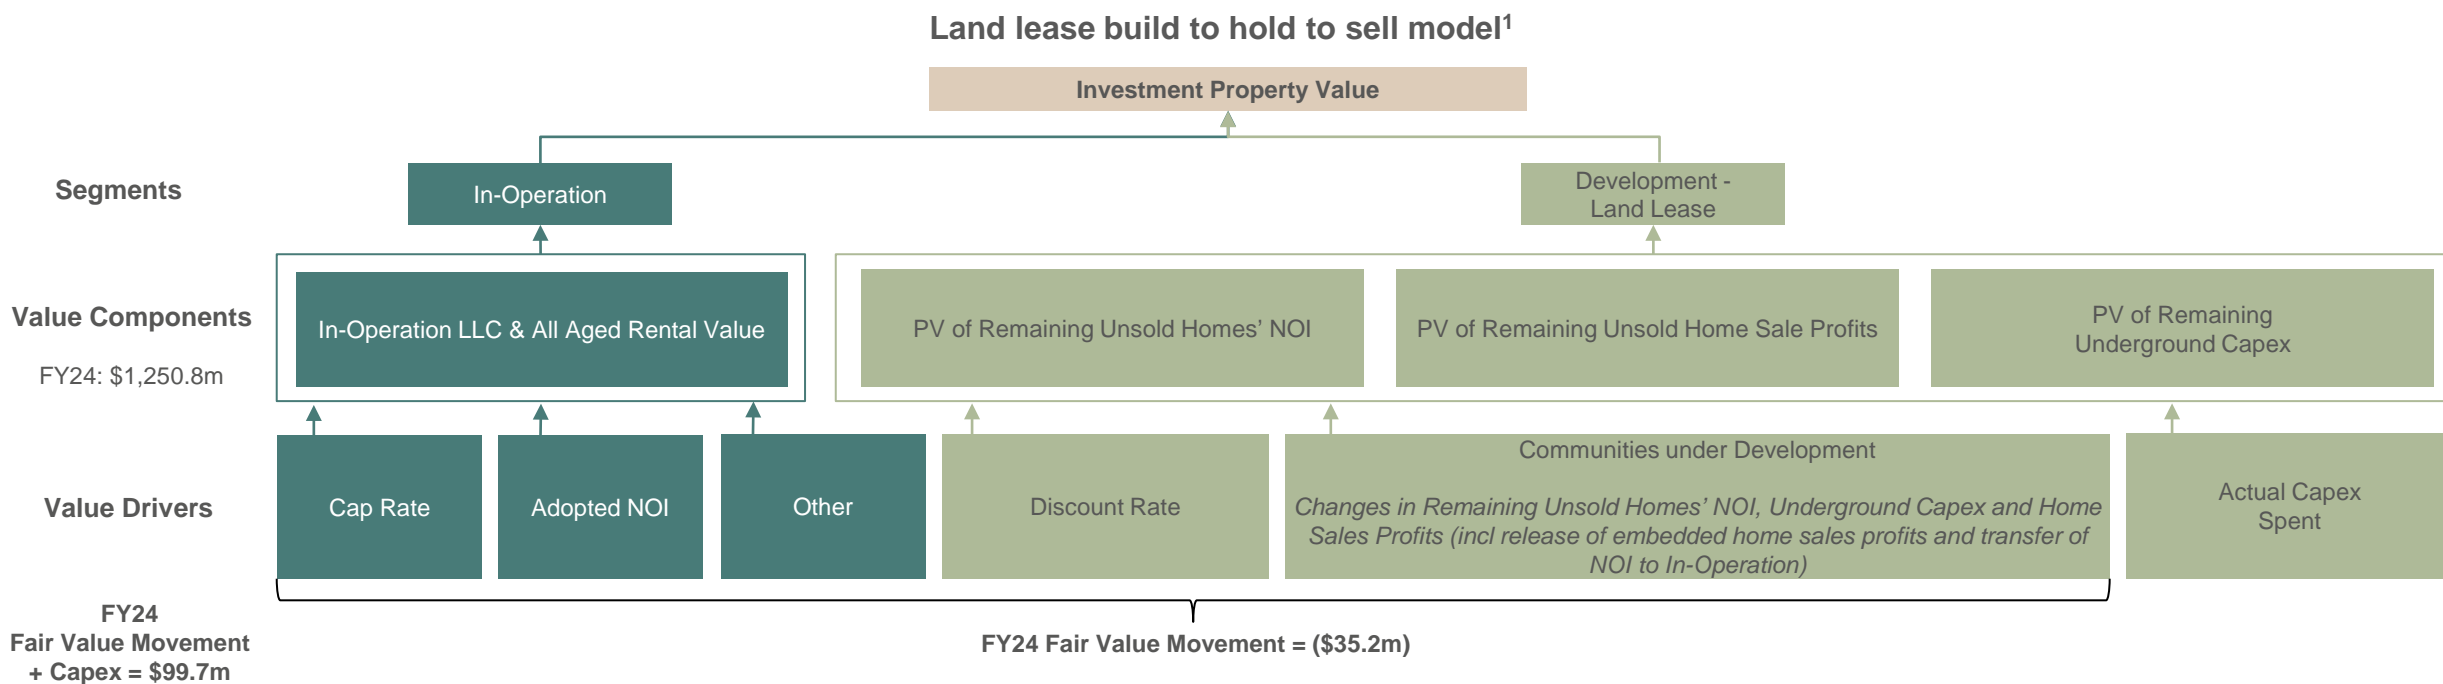 Land lease build to hold to sell model1
Investment Property Value
Segments
In-Operation
Development -
Land Lease
Value Components
FY24: $1,250.8m
In-Operation LLC & All Aged Rental Value
PV of Remaining Unsold Homes’ NOI
PV of Remaining Unsold Home Sale Profits
PV of Remaining
Underground Capex
Value Drivers
Cap Rate
Adopted NOI
Other
Discount Rate
Communities under Development
Changes in Remaining Unsold Homes’ NOI, Underground Capex and Home
Sales Profits (incl release of embedded home sales profits and transfer of
NOI to In-Operation)
Actual Capex
Spent
FY24
Fair Value Movement
+ Capex = $99.7m
FY24 Fair Value Movement = ($35.2m)